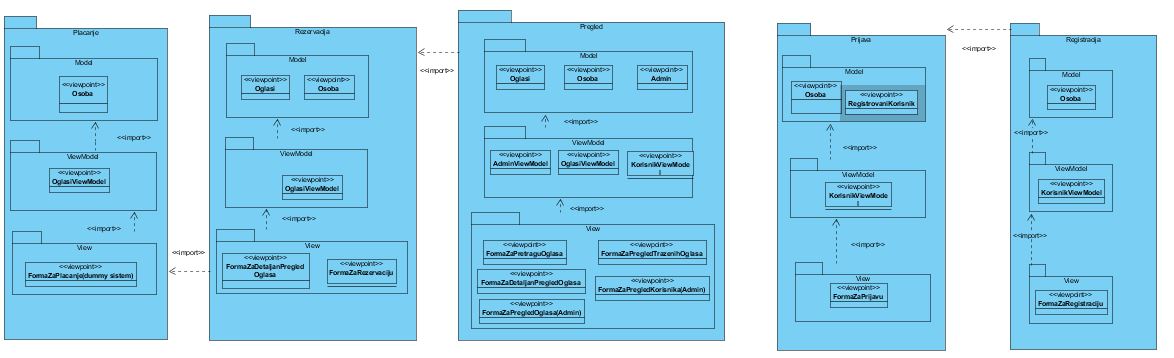 Placanje
Model
<<viewpoint>>
Osoba
<<import>>
ViewModel
<<viewpoint>>
OglasiViewModel
<<import>>
View
<<viewpoint>>
FormaZaPlacanje(dummy sistem)
<<import>>
Rezervacija
Model
<<viewpoint>>
Oglasi
<<viewpoint>>
Osoba
<<import>>
ViewModel
<<viewpoint>>
OglasiViewModel
<<import>>
View
<<viewpoint>>
FormaZaDetaljanPregled
Oglasa
<<viewpoint>>
FormaZaRezervaciju
<<import>>
Pregled
Model
<<viewpoint>>
Oglasi
<<viewpoint>>
Osoba
<<viewpoint>>
Admin
<<import>>
ViewModel
<<viewpoint>>
AdminViewModel
<<viewpoint>>
OglasiViewModel
<<viewpoint>>
KorisnikViewMode
l
<<import>>
View
<<viewpoint>>
FormaZaPretraguOglasa
<<viewpoint>>
FormaZaPregledTrazenihOglasa
<<viewpoint>>
FormaZaDetaljanPregledOglasa
<<viewpoint>>
FormaZaPregledKorisnika(Admin)
<<viewpoint>>
FormaZaPregledOglasa(Admin)
Prijava
Model
<<viewpoint>>
Osoba
<<viewpoint>>
RegistrovaniKorisnik
<<import>>
ViewModel
<<viewpoint>>
KorisnikViewMode
l
<<import>>
View
<<viewpoint>>
FormaZaPrijavu
<<import>>
Registracija
Model
<<viewpoint>>
Osoba
<<import>>
ViewModel
<<viewpoint>>
KorisnikViewModel
<<import>>
View
<<viewpoint>>
FormaZaRegistraciju